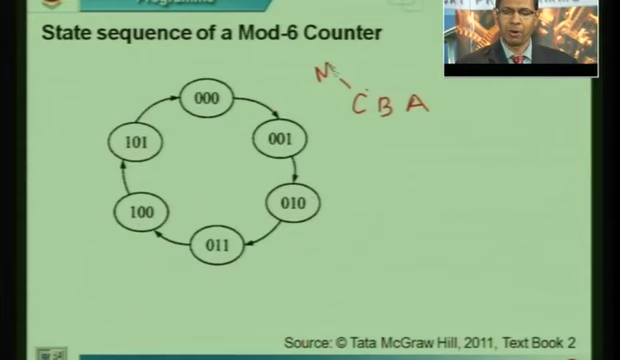 Programme
State sequence of a Mod-6 Counter
M
C B A
000
101
001
100
010
011
Source: © Tata McGraw Hill, 2011, Text Book 2